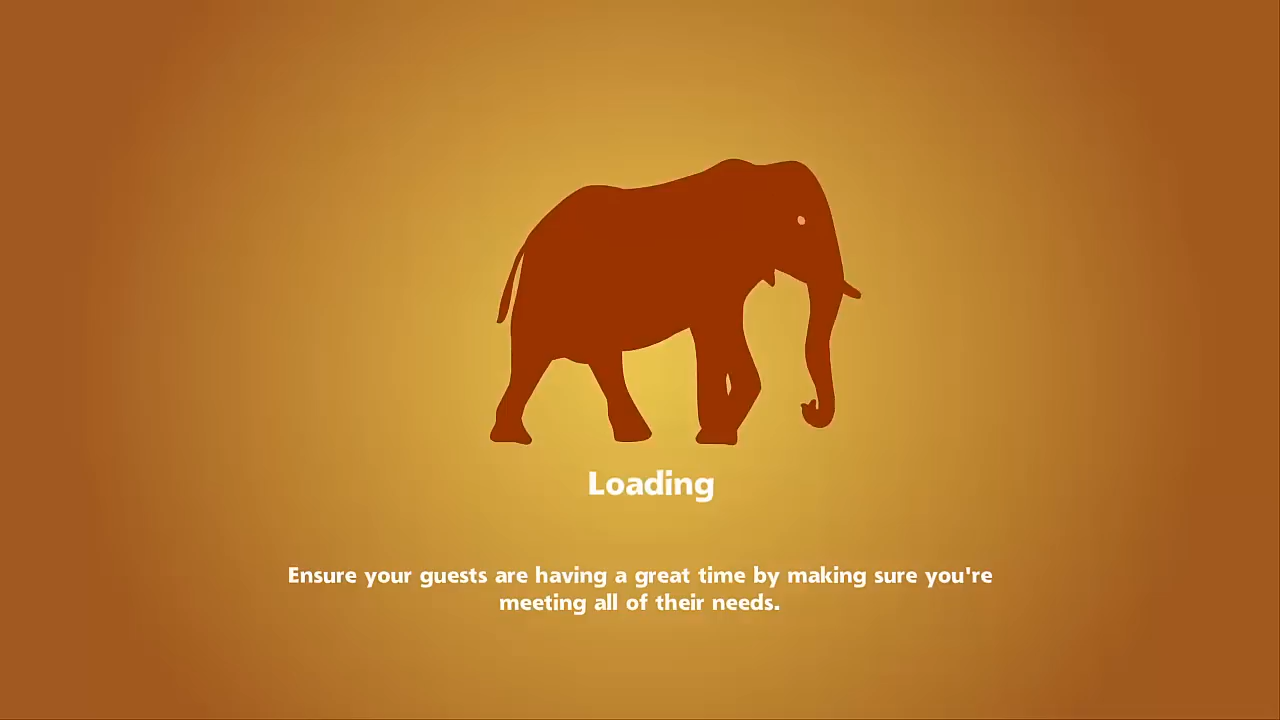 Loading
Ensure your guests are having a great time by making sure you're
meeting all of their needs.